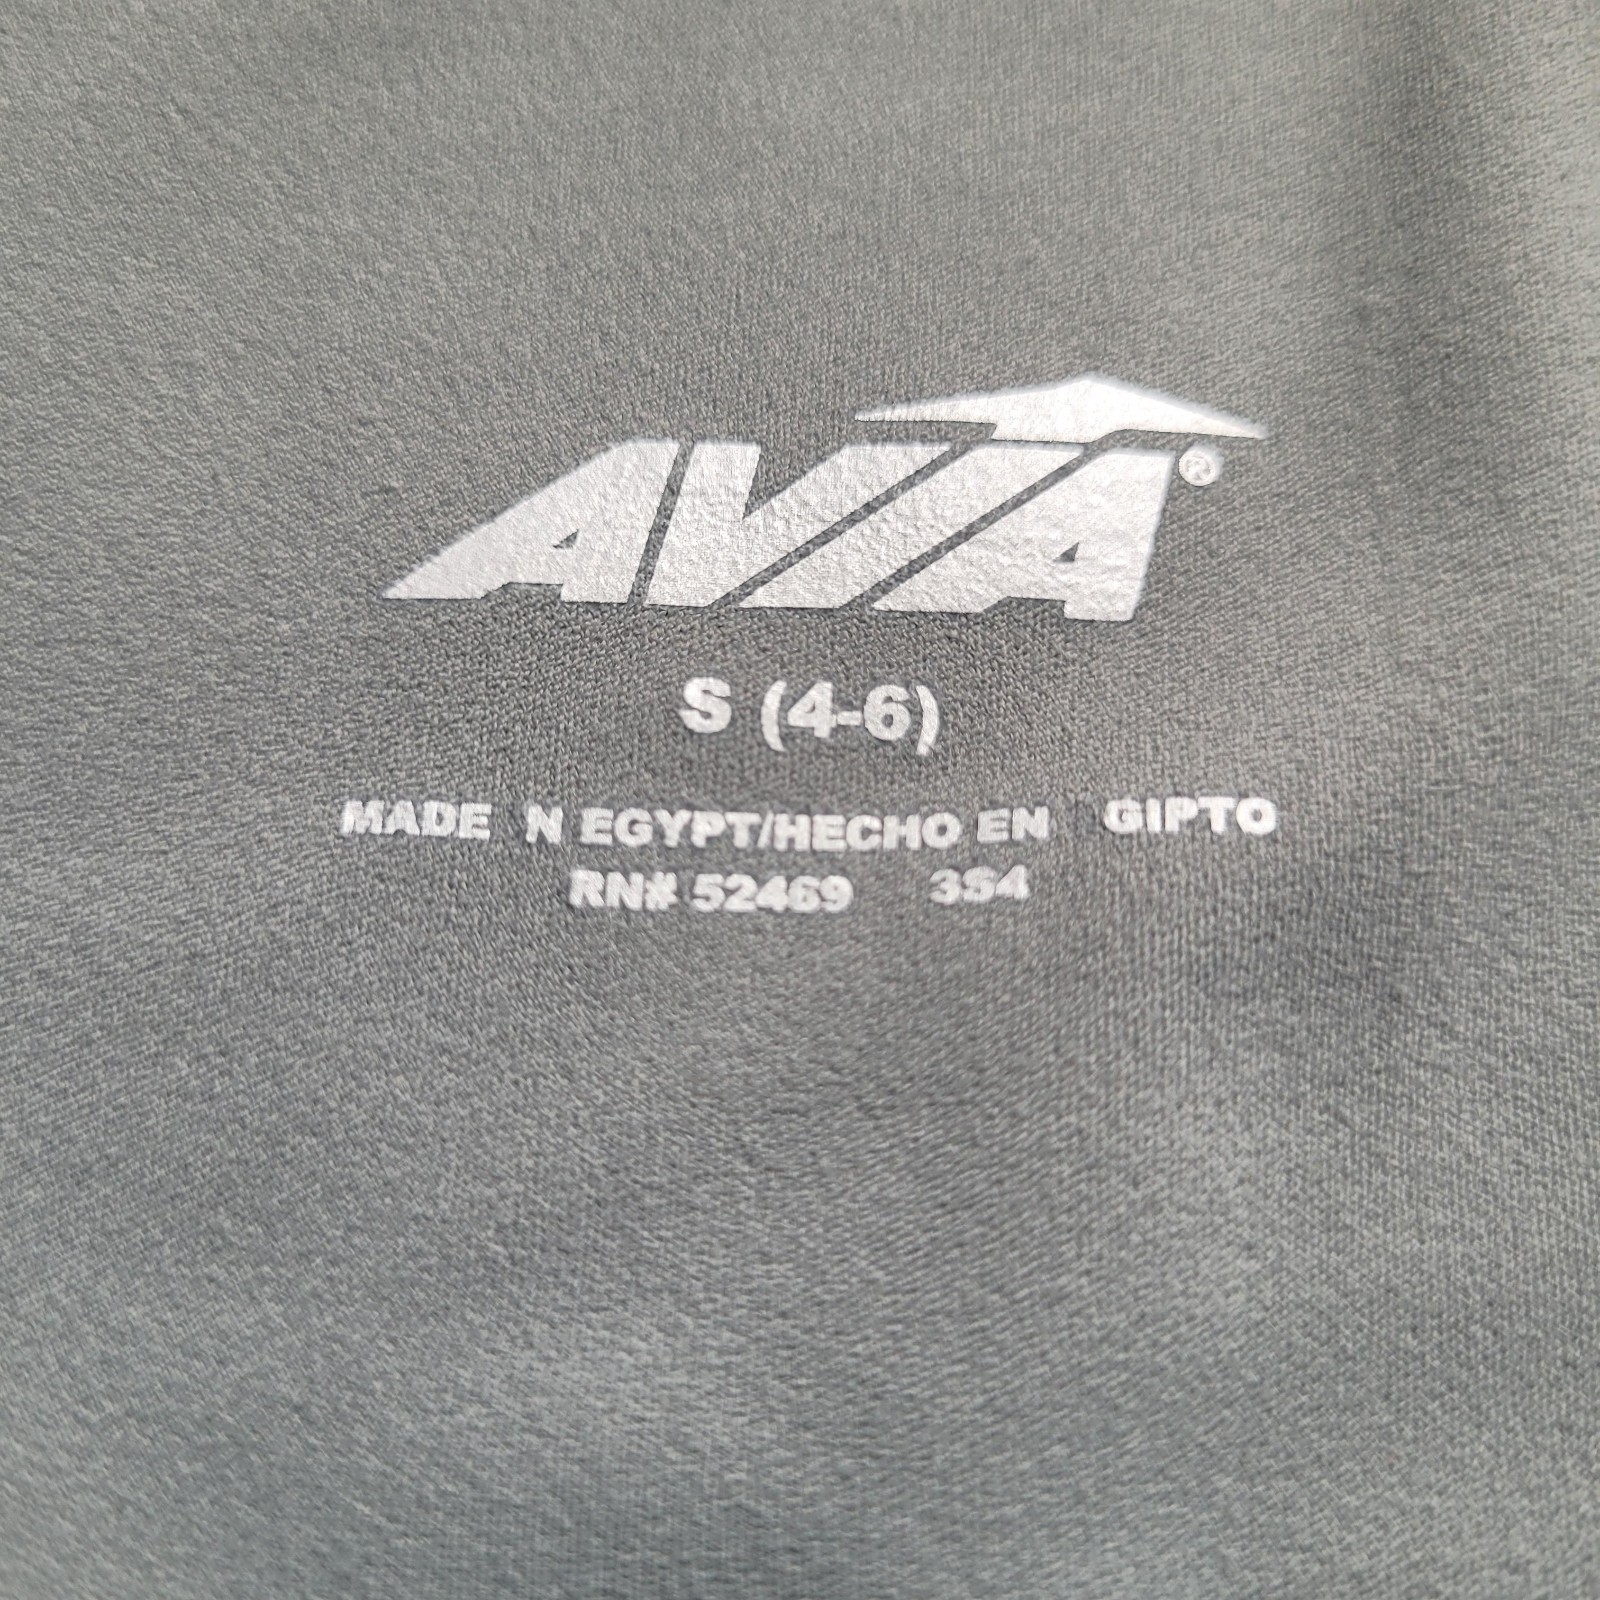 AVIA®
S (4-6)
MADE N EGYPT/HECHO EN GIPTO
RN# 52469 3S4